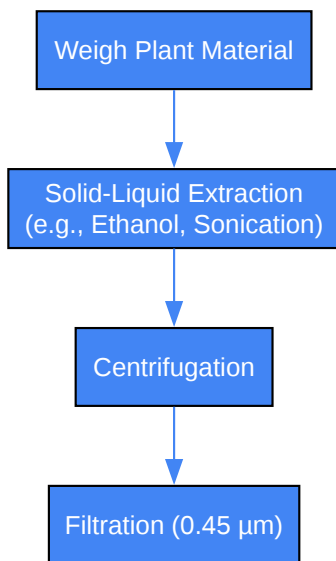 Weigh Plant Material
Solid-Liquid Extraction
(e.g., Ethanol, Sonication)
Centrifugation
Filtration (0.45 µm)